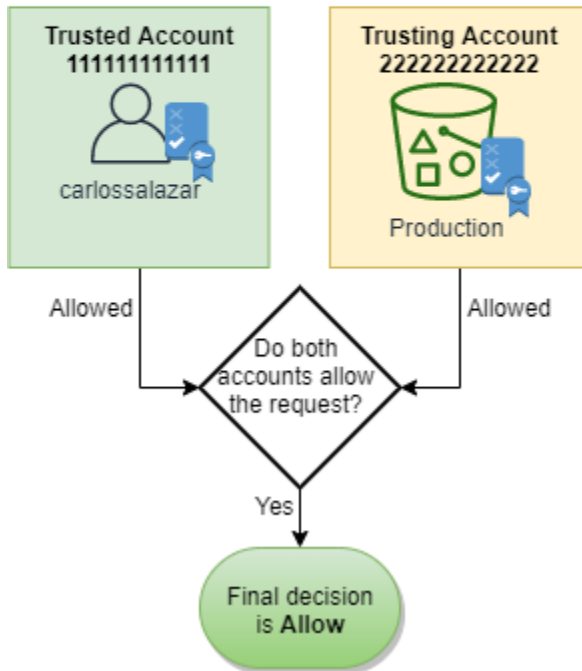 Trusted Account
111111111111
carlossalazar
Trusting Account
222222222222
Production
Allowed
Allowed
Do both
accounts allow
the request?
Yes
Final decision
is Allow